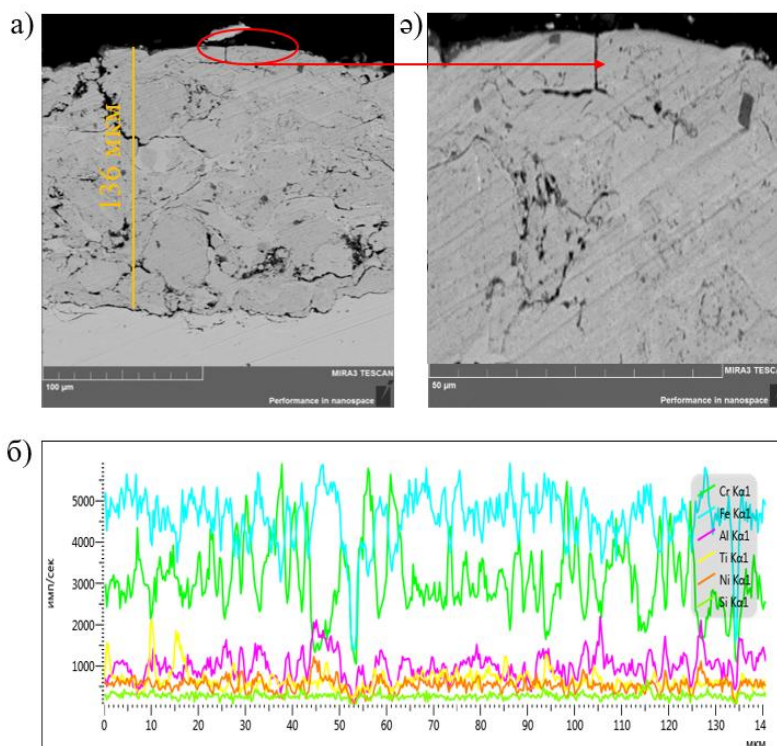 а)
136 мкм
100 µm
MIRA3 TESCAN
Performance in nanospace
ә)
50 µm
MIRA3 TESCAN
Performance in nanospace
б)
имп/сек
5000
4000
3000
2000
1000
Cr Kα1
Fe Kα1
Al Kα1
Ti Kα1
Ni Kα1
Si Kα1
0 10 20 30 40 50 60 70 80 90 100 110 120 130 14
мкм